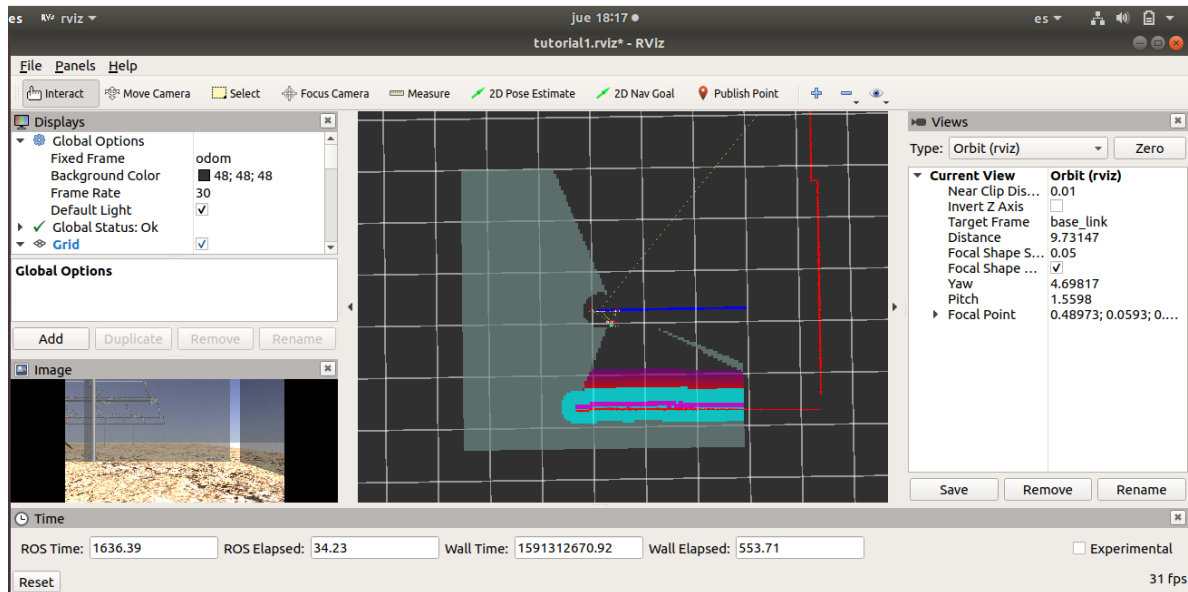 es rviz jue 18:17 es
tutorial1.rviz* - RViz
File Panels Help
Interact Move Camera Select Focus Camera Measure 2D Pose Estimate 2D Nav Goal Publish Point
Displays
Global Options
Fixed Frame odom
Background Color 48; 48; 48
Frame Rate 30
Default Light
Global Status: Ok
Grid
Global Options
Add Duplicate Remove Rename
Image
Views
Type: Orbit (rviz) Zero
Current View Orbit (rviz)
Near Clip Dis... 0.01
Invert Z Axis
Target Frame base_link
Distance 9.73147
Focal Shape S... 0.05
Focal Shape ...
Yaw 4.69817
Pitch 1.5598
Focal Point 0.48973; 0.0593; 0....
Save Remove Rename
Time
ROS Time: 1636.39 ROS Elapsed: 34.23 Wall Time: 1591312670.92 Wall Elapsed: 553.71 Experimental
Reset 31 fps